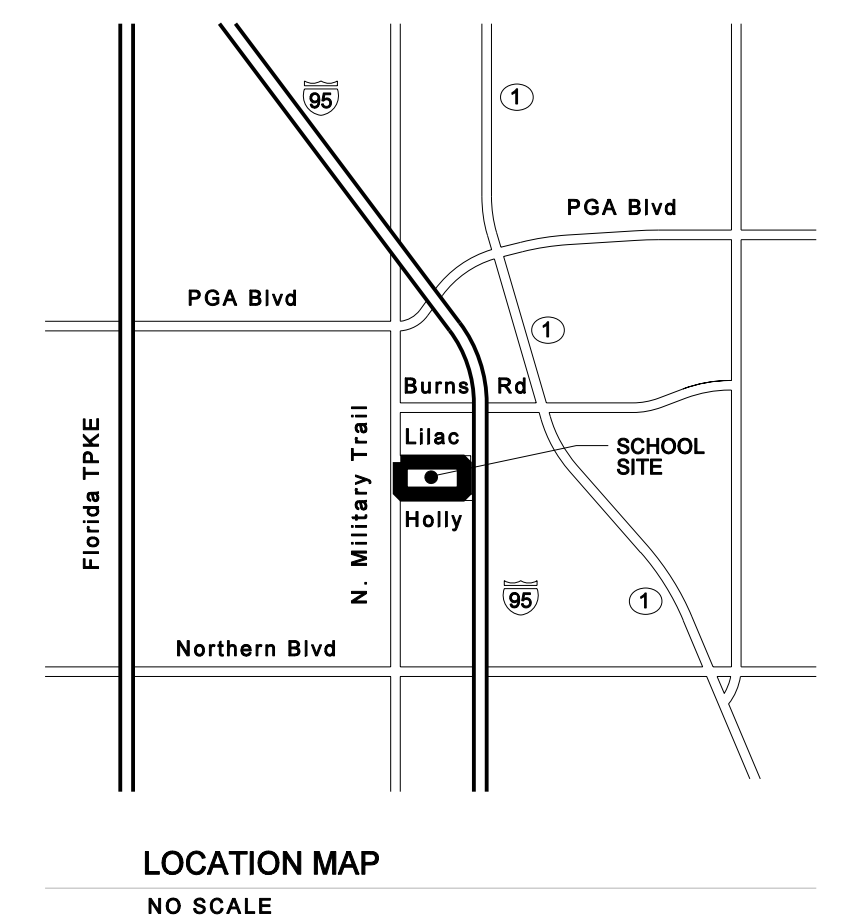 95
1
PGA Blvd
PGA Blvd
1
Burns Rd
Lilac
SCHOOL
SITE
Florida TPKE
N. Military Trail
Holly
95
1
Northern Blvd
LOCATION MAP
NO SCALE